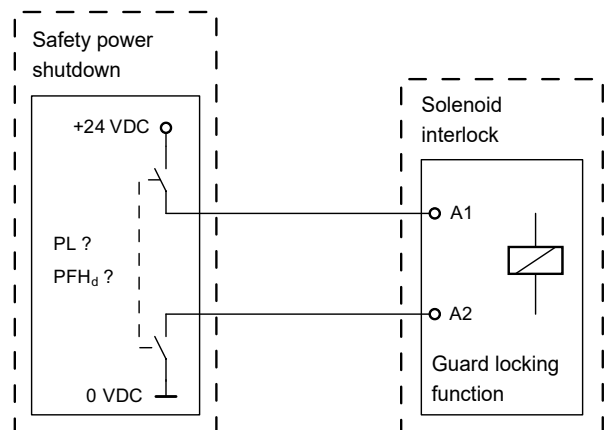 Safety power
shutdown
+24 VDC
PL ?
PFHd ?
0 VDC
Solenoid
interlock
A1
A2
Guard locking
function